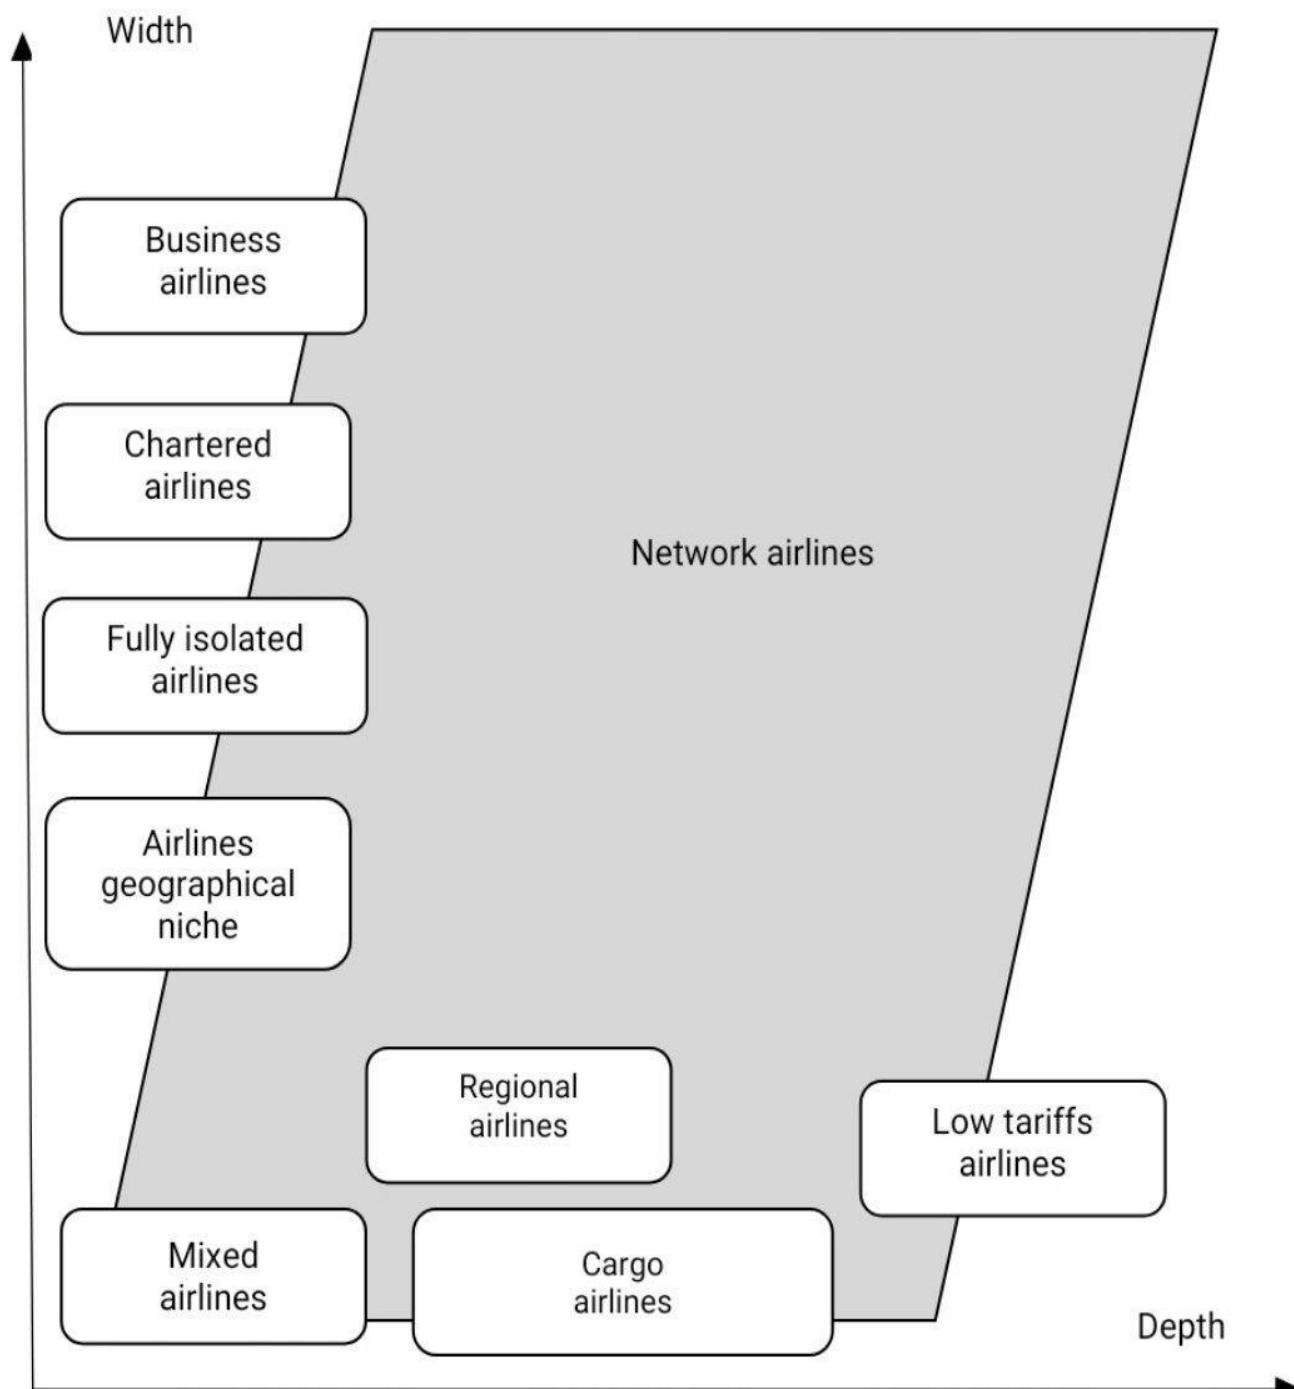 Width
Business
airlines
Chartered
airlines
Network airlines
Fully isolated
airlines
Airlines
geographical
niche
Regional
airlines
Low tariffs
airlines
Mixed
airlines
Cargo
airlines
Depth